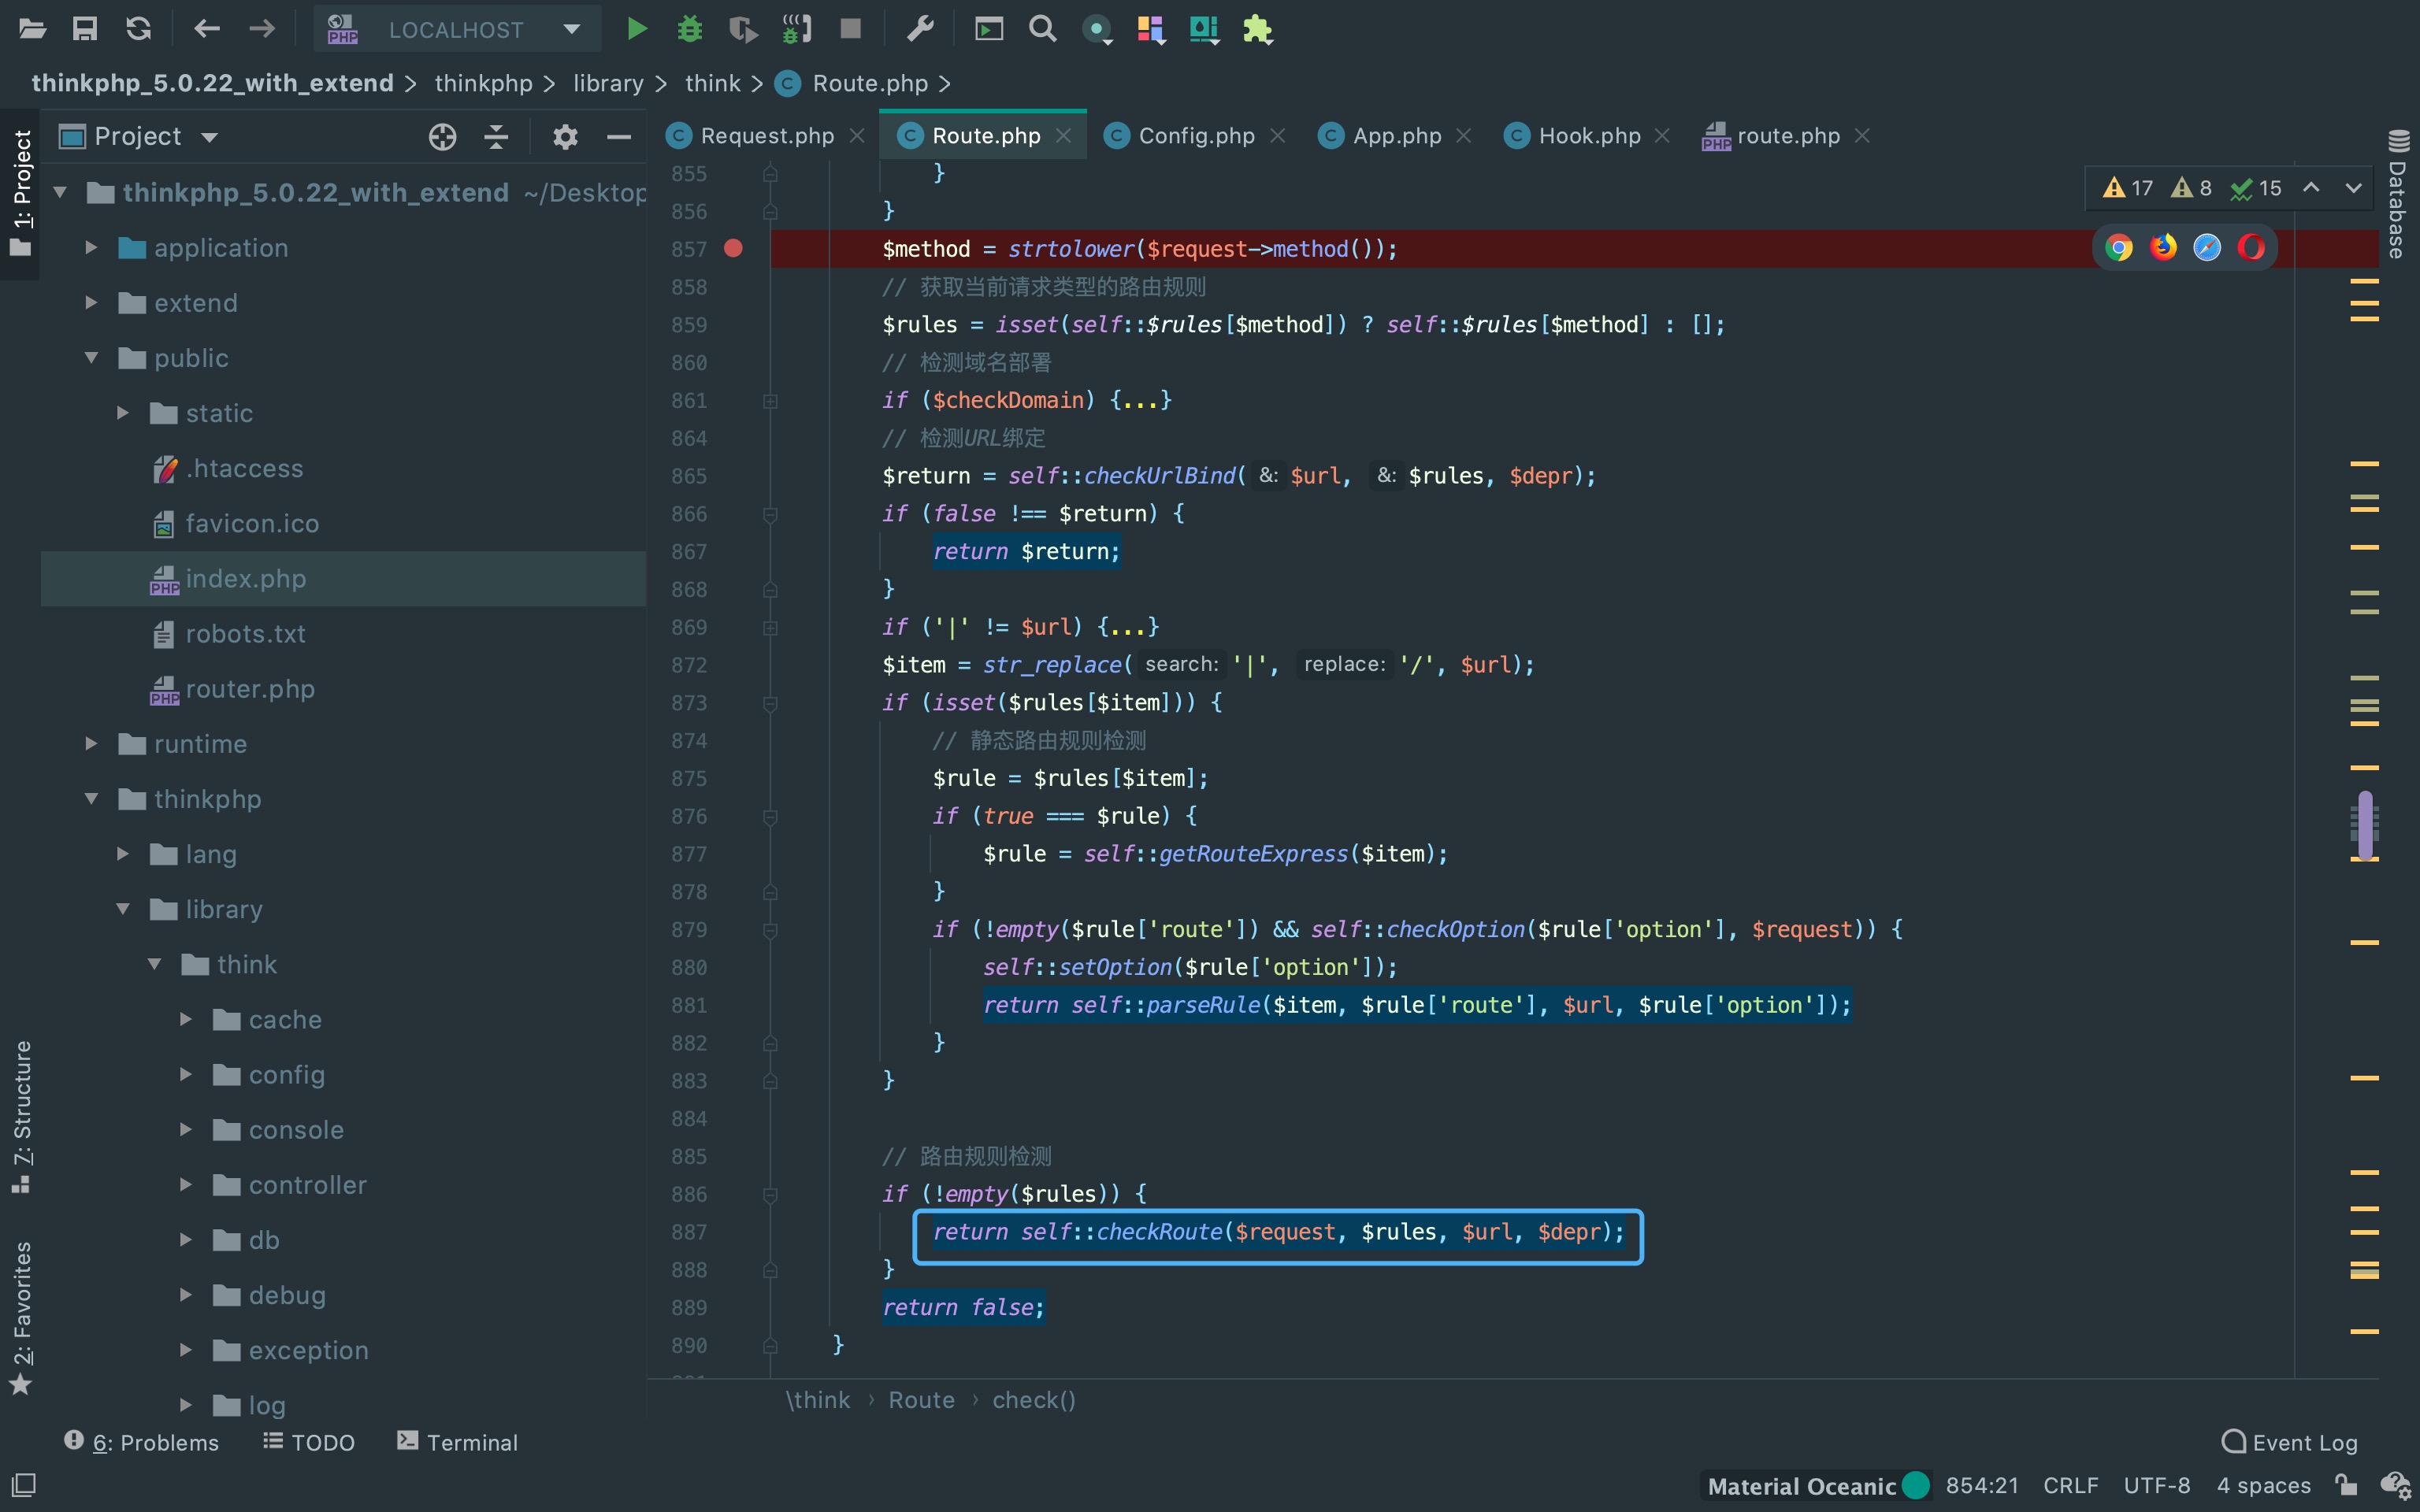 LOCALHOST
thinkphp_5.0.22_with_extend > thinkphp > library > think > Route.php >
1: Project
Project
thinkphp_5.0.22_with_extend ~/Desktop
application
extend
public
static
.htaccess
favicon.ico
index.php
robots.txt
router.php
runtime
thinkphp
lang
library
think
cache
config
console
controller
db
debug
exception
log
7: Structure
2: Favorites
Request.php
Route.php
Config.php
App.php
Hook.php
route.php
17 8 15
Database
855 }
856 }
857 $method = strtolower($request->method());
858 // 获取当前请求类型的路由规则
859 $rules = isset(self::$rules[$method]) ? self::$rules[$method] : [];
860 // 检测域名部署
861 if ($checkDomain) {...}
864 // 检测URL绑定
865 $return = self::checkUrlBind( &: $url, &: $rules, $depr);
866 if (false !== $return) {
867 return $return;
868 }
869 if ('|' != $url) {...}
872 $item = str_replace( search: '|', replace: '/', $url);
873 if (isset($rules[$item])) {
874 // 静态路由规则检测
875 $rule = $rules[$item];
876 if (true === $rule) {
877 $rule = self::getRouteExpress($item);
878 }
879 if (!empty($rule['route']) && self::checkOption($rule['option'], $request)) {
880 self::setOption($rule['option']);
881 return self::parseRule($item, $rule['route'], $url, $rule['option']);
882 }
883 }
884
885 // 路由规则检测
886 if (!empty($rules)) {
887 return self::checkRoute($request, $rules, $url, $depr);
888 }
889 return false;
890 }
\think › Route › check()
6: Problems
TODO
Terminal
Event Log
Material Oceanic
854:21
CRLF
UTF-8
4 spaces